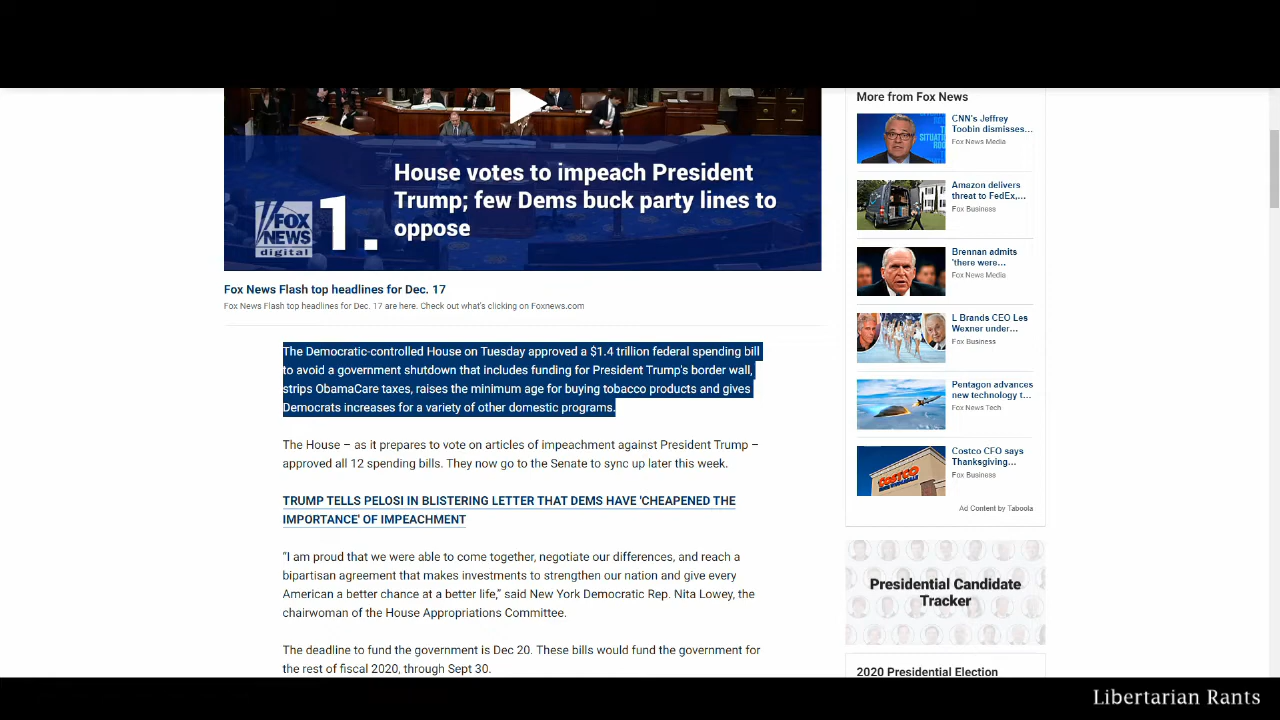 House votes to impeach President
Trump; few Dems buck party lines to
oppose
FOX
NEWS
digital
1.
Fox News Flash top headlines for Dec. 17
Fox News Flash top headlines for Dec. 17 are here. Check out what's clicking on Foxnews.com
The Democratic-controlled House on Tuesday approved a $1.4 trillion federal spending bill
to avoid a government shutdown that includes funding for President Trump's border wall,
strips ObamaCare taxes, raises the minimum age for buying tobacco products and gives
Democrats increases for a variety of other domestic programs.
The House – as it prepares to vote on articles of impeachment against President Trump –
approved all 12 spending bills. They now go to the Senate to sync up later this week.
TRUMP TELLS PELOSI IN BLISTERING LETTER THAT DEMS HAVE 'CHEAPENED THE
IMPORTANCE' OF IMPEACHMENT
"I am proud that we were able to come together, negotiate our differences, and reach a
bipartisan agreement that makes investments to strengthen our nation and give every
American a better chance at a better life," said New York Democratic Rep. Nita Lowey, the
chairwoman of the House Appropriations Committee.
The deadline to fund the government is Dec 20. These bills would fund the government for
the rest of fiscal 2020, through Sept 30.
More from Fox News
CNN's Jeffrey
Toobin dismisses...
Fox News Media
Amazon delivers
threat to FedEx,...
Fox Business
Brennan admits
'there were...
Fox News Media
L Brands CEO Les
Wexner under...
Fox Business
Pentagon advances
new technology t...
Fox News Tech
COSTCO
Costco CFO says
Thanksgiving...
Fox Business
Ad Content by Taboola
Presidential Candidate
Tracker
2020 Presidential Election
Libertarian Rants